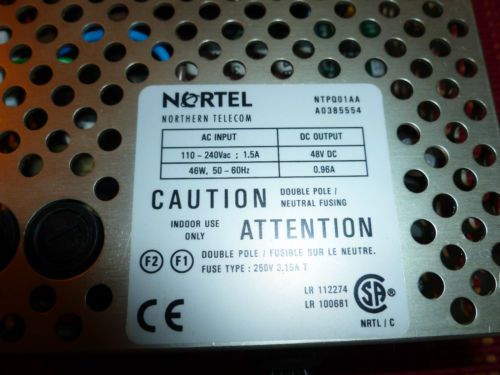 NORTEL
NORTHERN TELECOM
NTPQ01AA
A0385554
AC INPUT
DC OUTPUT
110 - 240Vac ; 1.5A
48V DC
46W, 50 - 60Hz
0.96A
CAUTION
DOUBLE POLE /
NEUTRAL FUSING
INDOOR USE
ONLY
ATTENTION
F2 F1
DOUBLE POLE / FUSIBLE SUR LE NEUTRE.
FUSE TYPE : 250V 3.15A T
CE
LR 112274
LR 100681
SA
NRTL / C